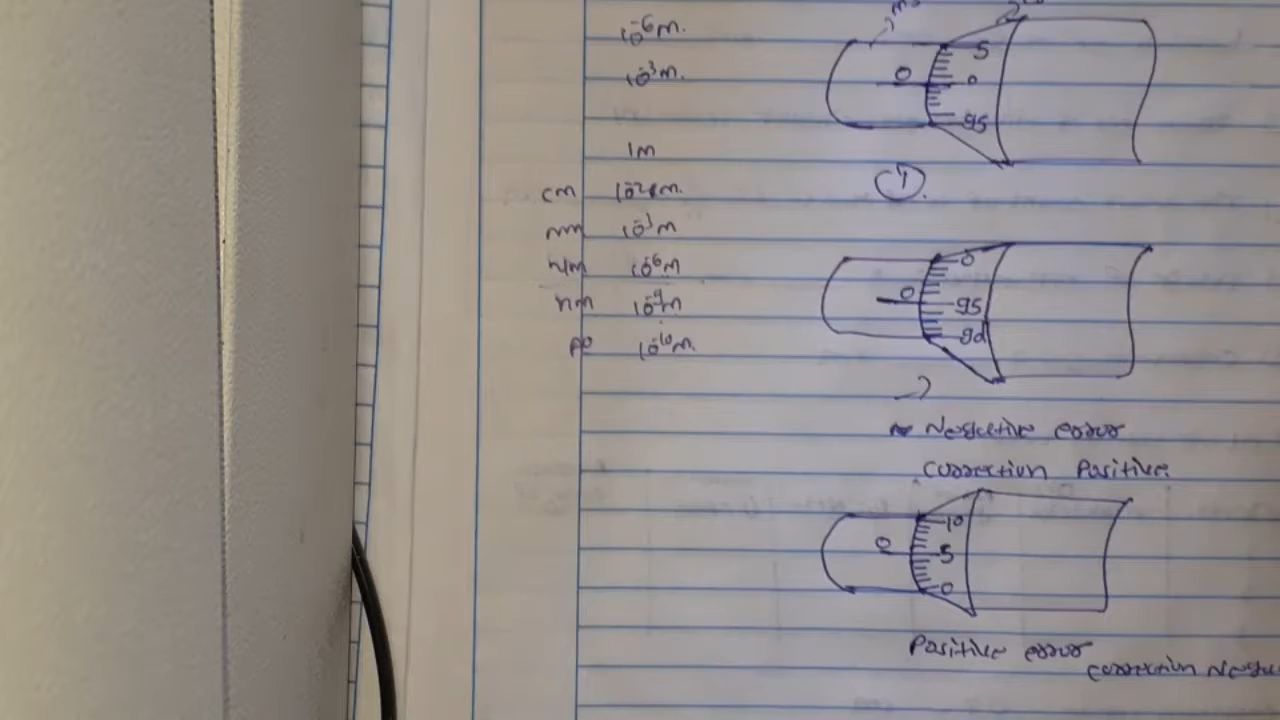 10⁻⁶m.
10⁻³m.
1m
cm 10⁻²m.
mm 10⁻³m
10⁻⁶m
nm 10⁻⁹m
10⁻¹⁰m.
5
0 0
95
1
0
0 95
90
Negative error
correction Positive.
10
0 5
0
Positive error
correction